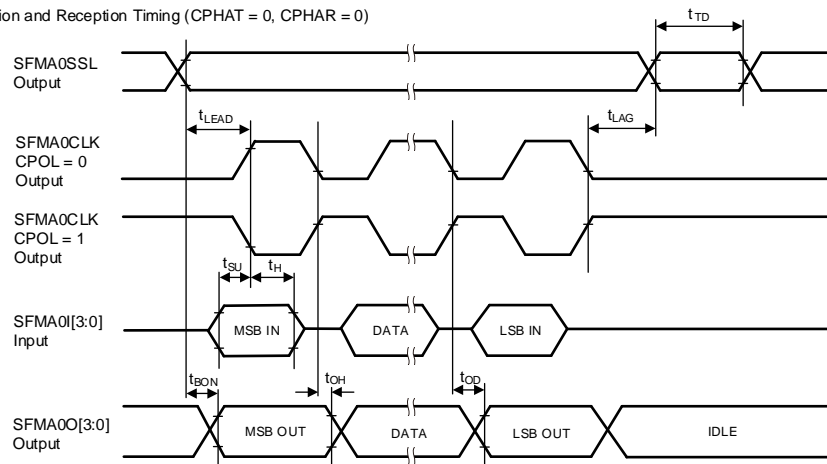 ion and Reception Timing (CPHAT = 0, CPHAR = 0)
tTD
SFMA0SSL
Output
tLEAD
tLAG
SFMA0CLK
CPOL = 0
Output
SFMA0CLK
CPOL = 1
Output
tSU
tH
SFMA0I[3:0]
Input
MSB IN
DATA
LSB IN
tBON
tOH
tOD
SFMA0O[3:0]
Output
MSB OUT
DATA
LSB OUT
IDLE